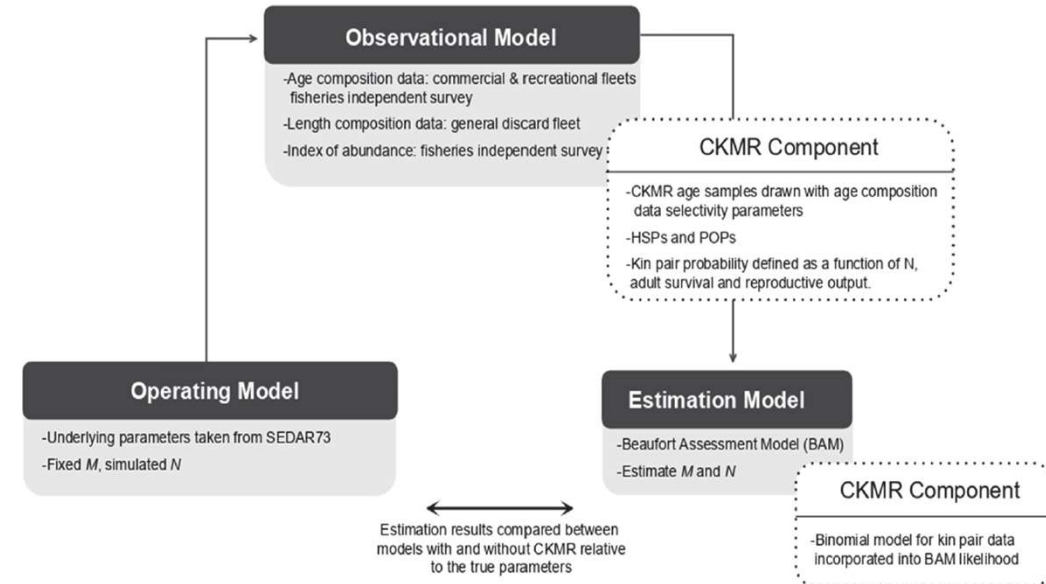 Observational Model
-Age composition data: commercial & recreational fleets
fisheries independent survey
-Length composition data: general discard fleet
-Index of abundance: fisheries independent survey
CKMR Component
-CKMR age samples drawn with age composition
data selectivity parameters
-HSPs and POPs
-Kin pair probability defined as a function of N,
adult survival and reproductive output.
Operating Model
-Underlying parameters taken from SEDAR73
-Fixed M, simulated N
Estimation Model
-Beaufort Assessment Model (BAM)
-Estimate M and N
CKMR Component
-Binomial model for kin pair data
incorporated into BAM likelihood
Estimation results compared between
models with and without CKMR relative
to the true parameters